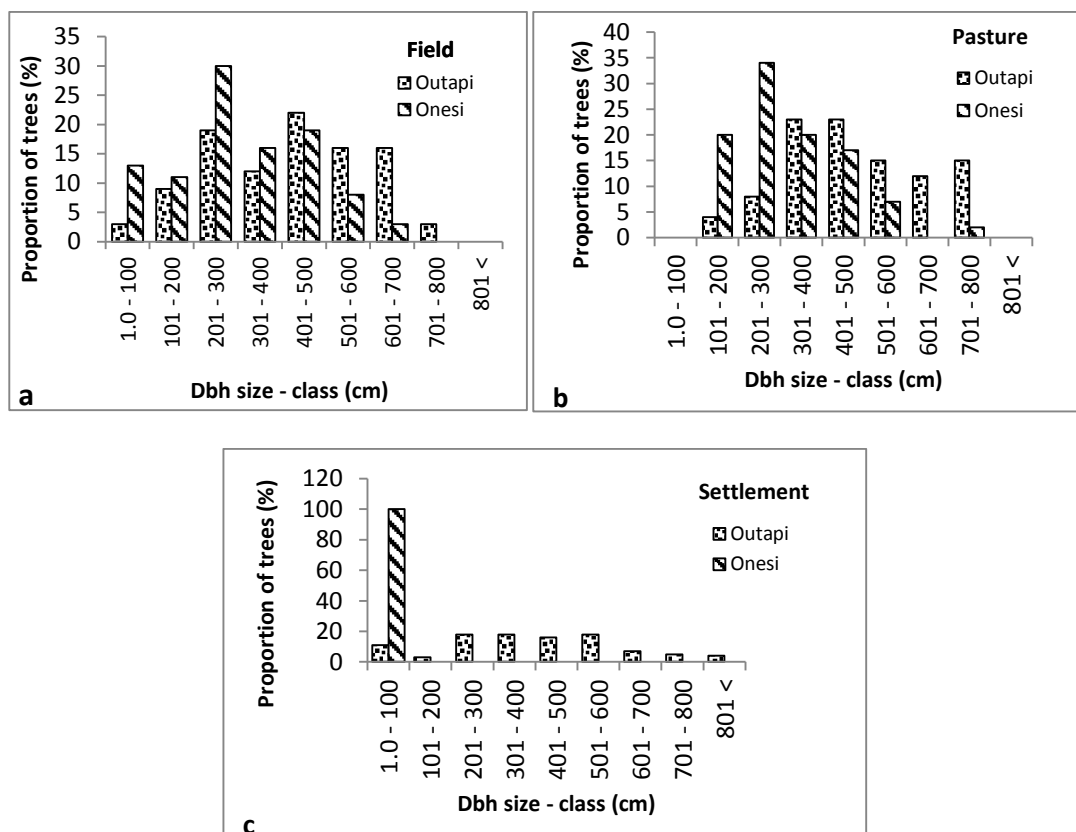 Field
Outapi
Onesi
Proportion of trees (%)
35
30
25
20
15
10
5
0
1.0 - 100
101 - 200
201 - 300
301 - 400
401 - 500
501 - 600
601 - 700
701 - 800
801 <
Dbh size - class (cm)
a
Pasture
Outapi
Onesi
Proportion of trees (%)
40
35
30
25
20
15
10
5
0
1.0 - 100
101 - 200
201 - 300
301 - 400
401 - 500
501 - 600
601 - 700
701 - 800
801 <
Dbh size - class (cm)
b
Settlement
Outapi
Onesi
Proportion of trees (%)
120
100
80
60
40
20
0
1.0 - 100
101 - 200
201 - 300
301 - 400
401 - 500
501 - 600
601 - 700
701 - 800
801 <
Dbh size - class (cm)
c